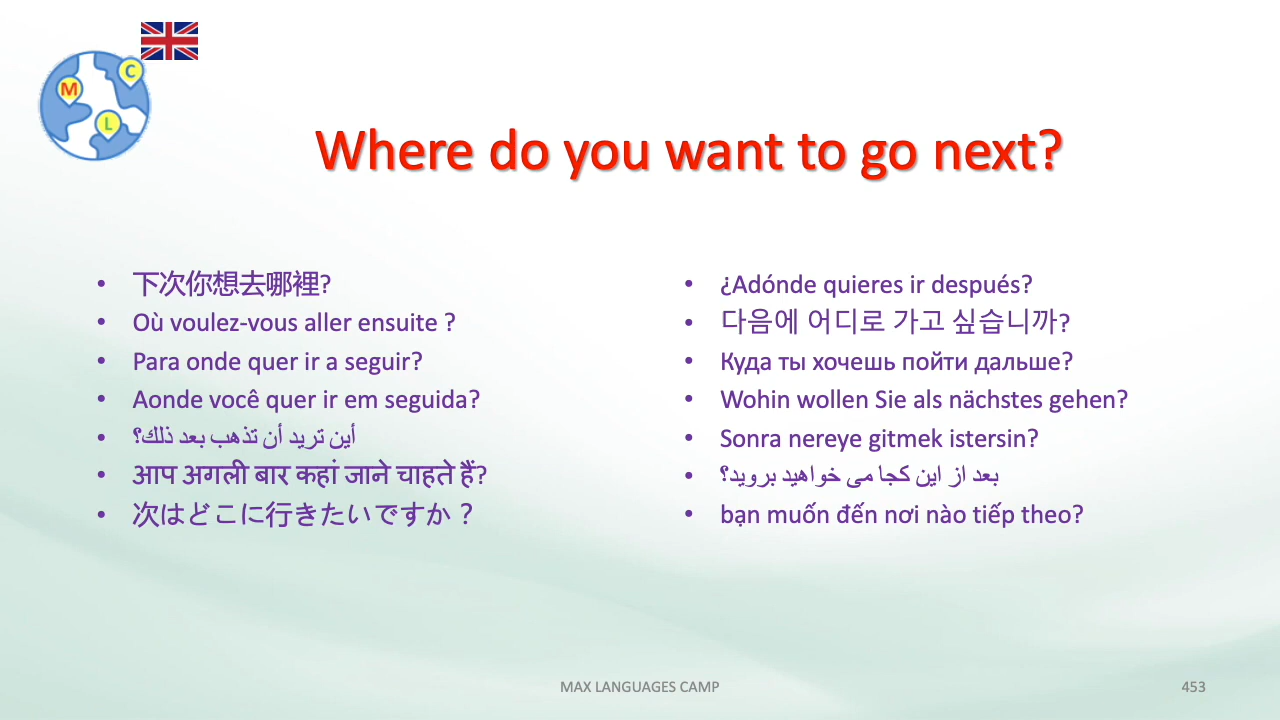 C
M
L
Where do you want to go next?
• 下次你想去哪裡?
• Où voulez-vous aller ensuite ?
• Para onde quer ir a seguir?
• Aonde você quer ir em seguida?
• أين تريد أن تذهب بعد ذلك؟
• आप अगली बार कहां जाने चाहते हैं?
• 次はどこに行きたいですか？
• ¿Adónde quieres ir después?
• 다음에 어디로 가고 싶습니까?
• Куда ты хочешь пойти дальше?
• Wohin wollen Sie als nächstes gehen?
• Sonra nereye gitmek istersin?
• بعد از این کجا می خواهید بروید؟
• bạn muốn đến nơi nào tiếp theo?
MAX LANGUAGES CAMP
453